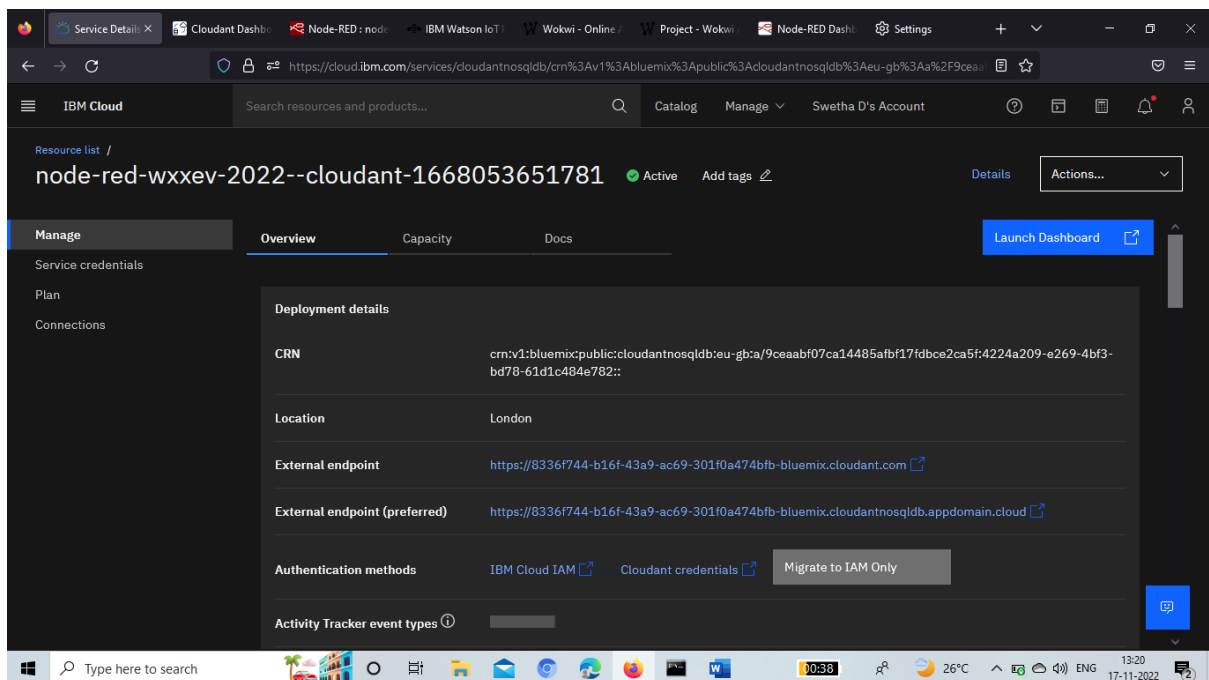 Service Details
Cloudant Dashbo
Node-RED : node
IBM Watson IoT P
Wokwi - Online A
Project - Wokwi A
Node-RED Dashb
Settings
https://cloud.ibm.com/services/cloudantnosqldb/crn%3Av1%3Abluemix%3Apublic%3Acloudantnosqldb%3Aeu-gb%3Aa%2F9ceaa
IBM Cloud
Search resources and products...
Catalog
Manage
Swetha D's Account
Resource list /
node-red-wxxev-2022--cloudant-1668053651781
Active
Add tags
Details
Actions...
Manage
Service credentials
Plan
Connections
Overview
Capacity
Docs
Launch Dashboard
Deployment details
CRN
crn:v1:bluemix:public:cloudantnosqldb:eu-gb:a/9ceaabf07ca14485afbf17fdbce2ca5f:4224a209-e269-4bf3-
bd78-61d1c484e782::
Location
London
External endpoint
https://8336f744-b16f-43a9-ac69-301f0a474bfb-bluemix.cloudant.com
External endpoint (preferred)
https://8336f744-b16f-43a9-ac69-301f0a474bfb-bluemix.cloudantnosqldb.appdomain.cloud
Authentication methods
IBM Cloud IAM
Cloudant credentials
Migrate to IAM Only
Activity Tracker event types
Type here to search
00:38
26°C
ENG
13:20
17-11-2022
2